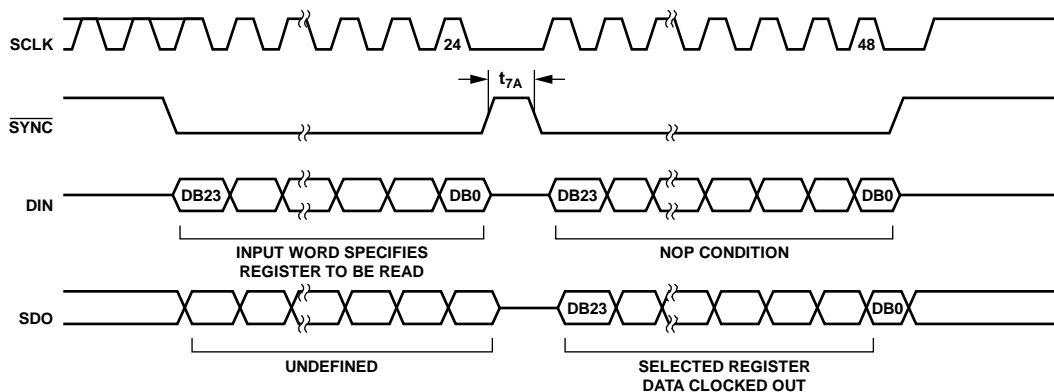 SCLK
24
48
t7A
SYNC
DIN
DB23
DB0
DB23
DB0
INPUT WORD SPECIFIES
REGISTER TO BE READ
NOP CONDITION
SDO
DB23
DB0
UNDEFINED
SELECTED REGISTER
DATA CLOCKED OUT